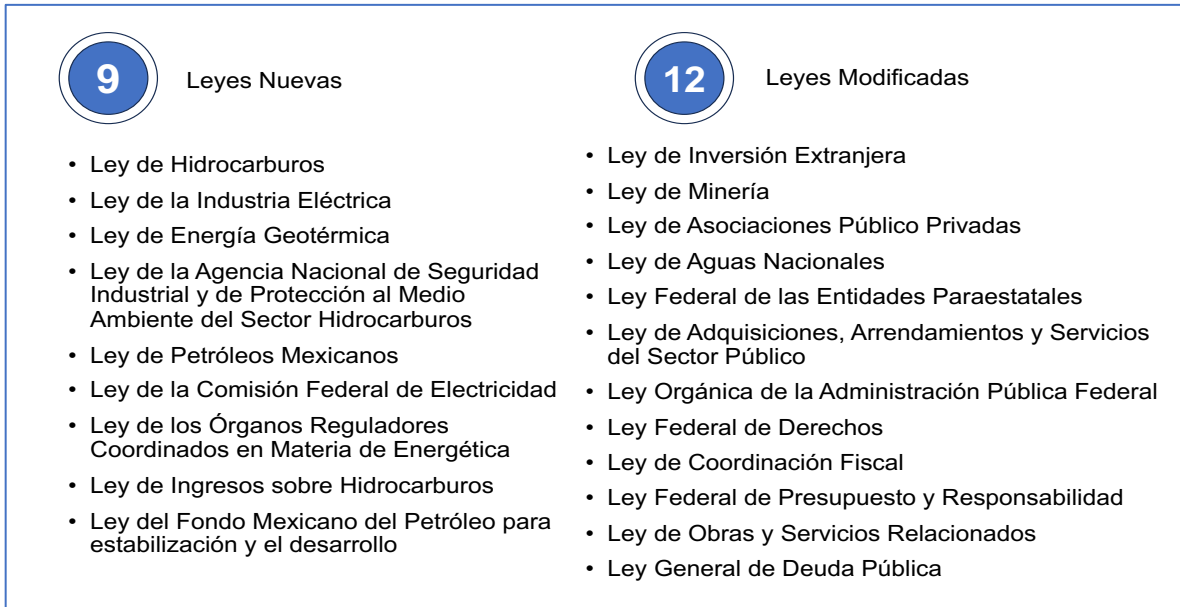 9
Leyes Nuevas
• Ley de Hidrocarburos
• Ley de la Industria Eléctrica
• Ley de Energía Geotérmica
• Ley de la Agencia Nacional de Seguridad
Industrial y de Protección al Medio
Ambiente del Sector Hidrocarburos
• Ley de Petróleos Mexicanos
• Ley de la Comisión Federal de Electricidad
• Ley de los Órganos Reguladores
Coordinados en Materia de Energética
• Ley de Ingresos sobre Hidrocarburos
• Ley del Fondo Mexicano del Petróleo para
estabilización y el desarrollo
12
Leyes Modificadas
• Ley de Inversión Extranjera
• Ley de Minería
• Ley de Asociaciones Público Privadas
• Ley de Aguas Nacionales
• Ley Federal de las Entidades Paraestatales
• Ley de Adquisiciones, Arrendamientos y Servicios
del Sector Público
• Ley Orgánica de la Administración Pública Federal
• Ley Federal de Derechos
• Ley de Coordinación Fiscal
• Ley Federal de Presupuesto y Responsabilidad
• Ley de Obras y Servicios Relacionados
• Ley General de Deuda Pública